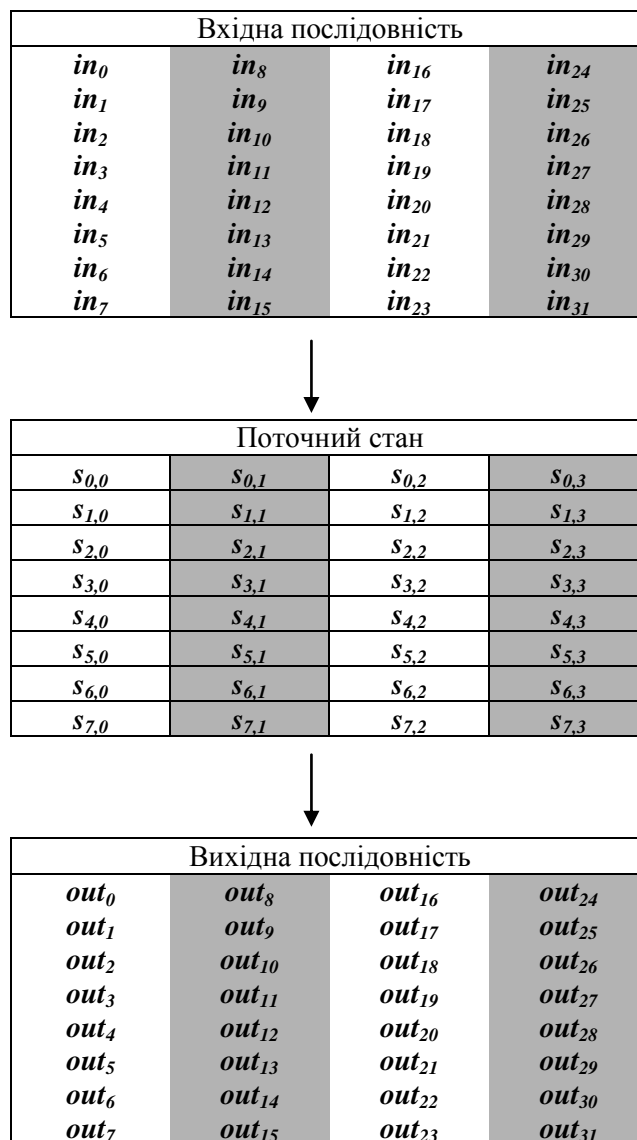 Вхідна послідовність
in0 in8 in16 in24
in1 in9 in17 in25
in2 in10 in18 in26
in3 in11 in19 in27
in4 in12 in20 in28
in5 in13 in21 in29
in6 in14 in22 in30
in7 in15 in23 in31
Поточний стан
s0,0 s0,1 s0,2 s0,3
s1,0 s1,1 s1,2 s1,3
s2,0 s2,1 s2,2 s2,3
s3,0 s3,1 s3,2 s3,3
s4,0 s4,1 s4,2 s4,3
s5,0 s5,1 s5,2 s5,3
s6,0 s6,1 s6,2 s6,3
s7,0 s7,1 s7,2 s7,3
Вихідна послідовність
out0 out8 out16 out24
out1 out9 out17 out25
out2 out10 out18 out26
out3 out11 out19 out27
out4 out12 out20 out28
out5 out13 out21 out29
out6 out14 out22 out30
out7 out15 out23 out31